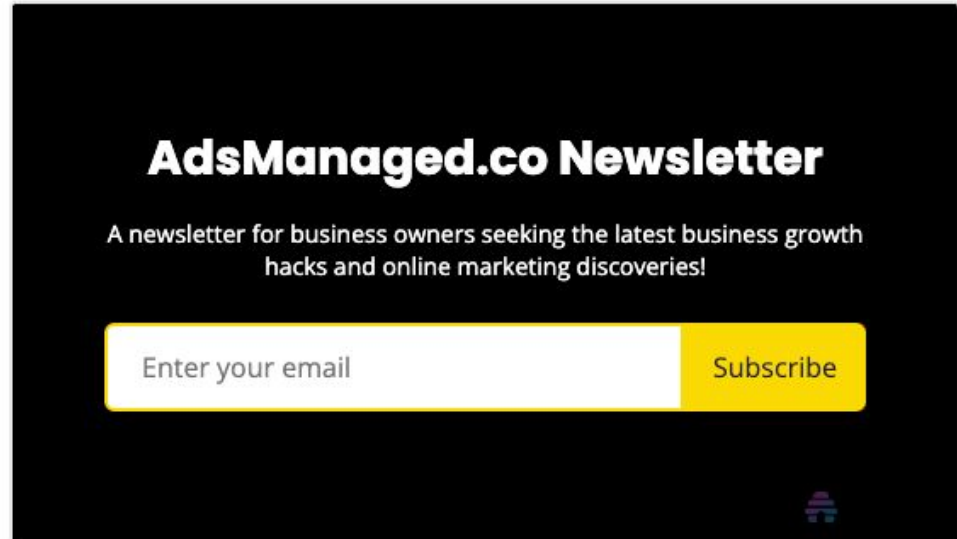 AdsManaged.co Newsletter
A newsletter for business owners seeking the latest business growth
hacks and online marketing discoveries!
Enter your email
Subscribe